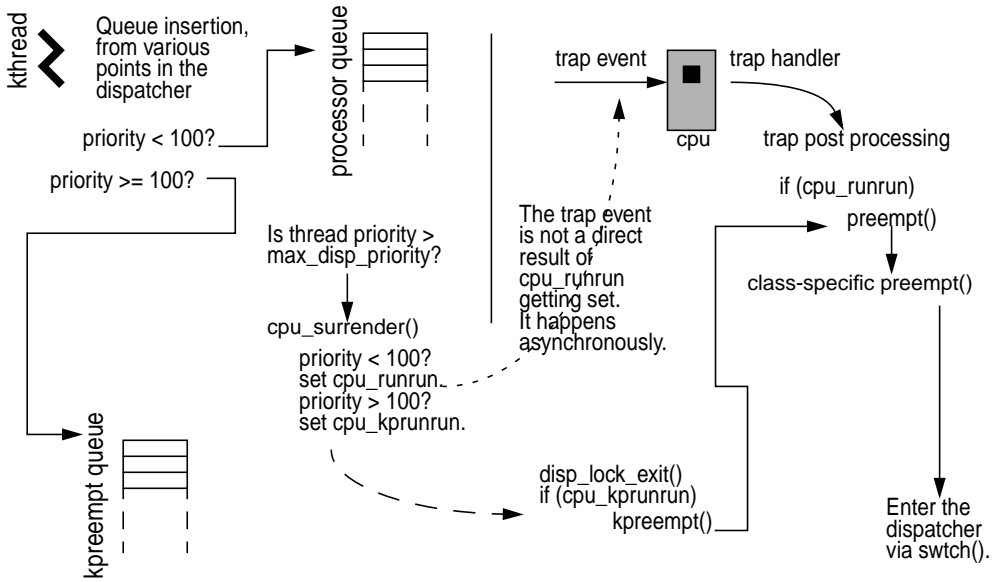 kthread
Queue insertion,
from various
points in the
dispatcher
processor queue
priority < 100?
priority >= 100?
Is thread priority >
max_disp_priority?
cpu_surrender()
priority < 100?
set cpu_runrun.
priority > 100?
set cpu_kprunrun.
kpreempt queue
trap event
cpu
trap handler
trap post processing
if (cpu_runrun)
preempt()
class-specific preempt()
The trap event
is not a direct
result of
cpu_runrun
getting set.
It happens
asynchronously.
disp_lock_exit()
if (cpu_kprunrun)
kpreempt()
Enter the
dispatcher
via swtch().